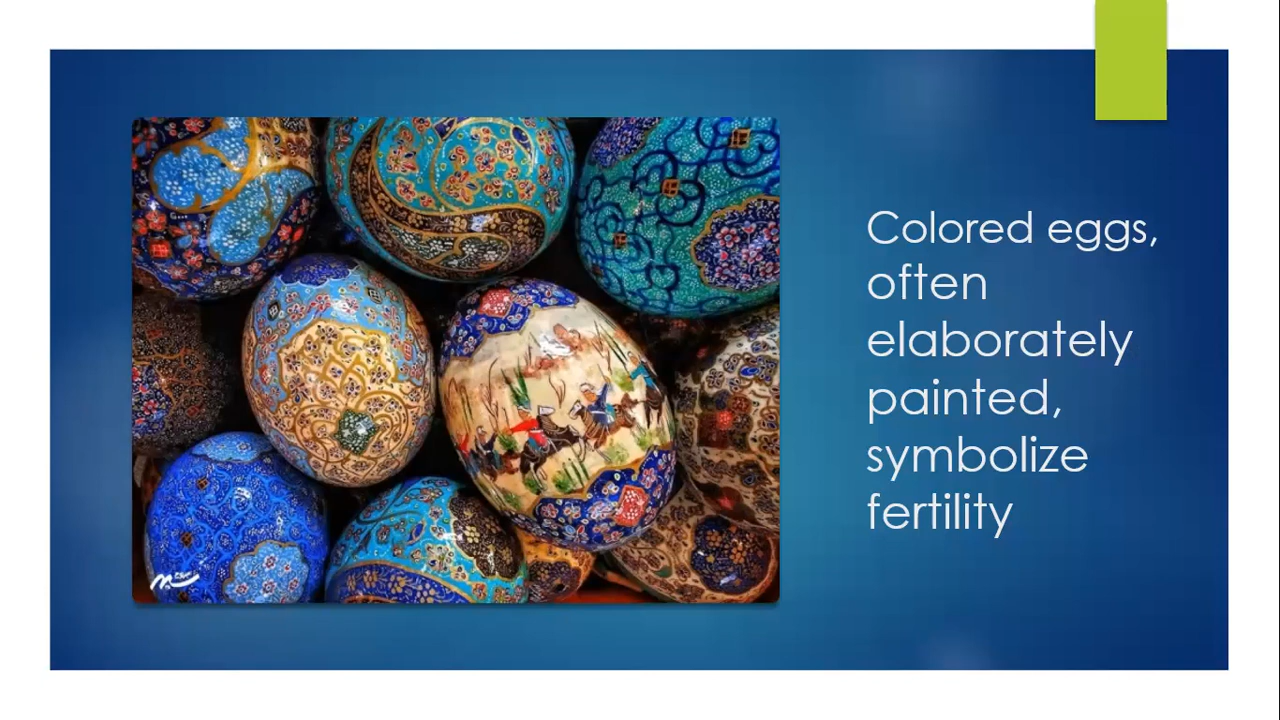 Colored eggs,
often
elaborately
painted,
symbolize
fertility